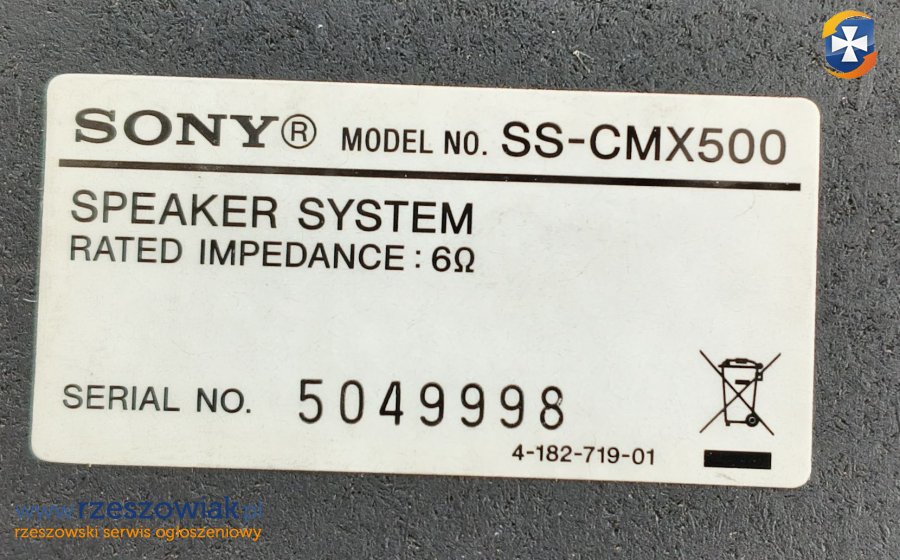 SONY® MODEL NO. SS-CMX500
SPEAKER SYSTEM
RATED IMPEDANCE : 6Ω
SERIAL NO. 5049998
4-182-719-01
www.rzeszowiak.pl
rzeszowski serwis ogłoszeniowy